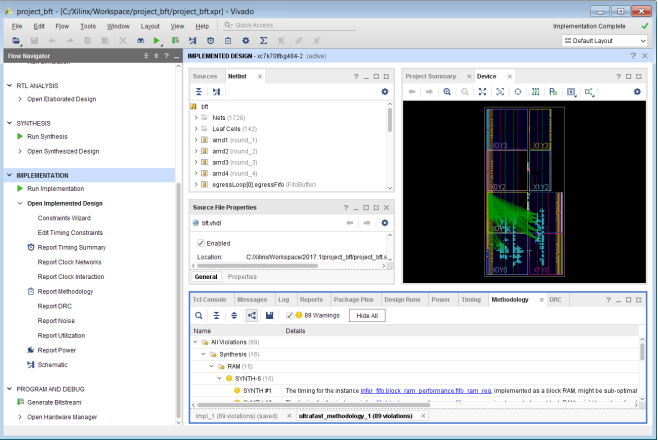 project_bft - [C:/Xilinx/Workspace/project_bft/project_bft.xpr] - Vivado
File Edit Flow Tools Window Layout View Help Quick Access
Implementation Complete
Default Layout
Flow Navigator
RTL ANALYSIS
Open Elaborated Design
SYNTHESIS
Run Synthesis
Open Synthesized Design
IMPLEMENTATION
Run Implementation
Open Implemented Design
Constraints Wizard
Edit Timing Constraints
Report Timing Summary
Report Clock Networks
Report Clock Interaction
Report Methodology
Report DRC
Report Noise
Report Utilization
Report Power
Schematic
PROGRAM AND DEBUG
Generate Bitstream
Open Hardware Manager
IMPLEMENTED DESIGN - xc7k70tfbg484-2 (active)
Sources Netlist
bft
Nets (1726)
Leaf Cells (142)
arnd1 (round_1)
arnd2 (round_2)
arnd3 (round_3)
arnd4 (round_4)
egressLoop[0].egressFifo (FifoBuffer)
Source File Properties
bft.vhdl
Enabled
Location: C:/Xilinx/Workspace/2017.1/project_bft/project_bft.s
General Properties
Project Summary Device
X0Y3 X1Y3
X0Y2 X1Y2
X0Y0 X1Y0
Tcl Console Messages Log Reports Package Pins Design Runs Power Timing Methodology DRC
89 Warnings Hide All
Name Details
All Violations (89)
Synthesis (16)
RAM (16)
SYNTH-6 (16)
SYNTH #1 The timing for the instance infer_fifo.block_ram_performance.fifo_ram_reg, implemented as a block RAM, might be sub-optimal
impl_1 (89 violations) (saved) ultrafast_methodology_1 (89 violations)